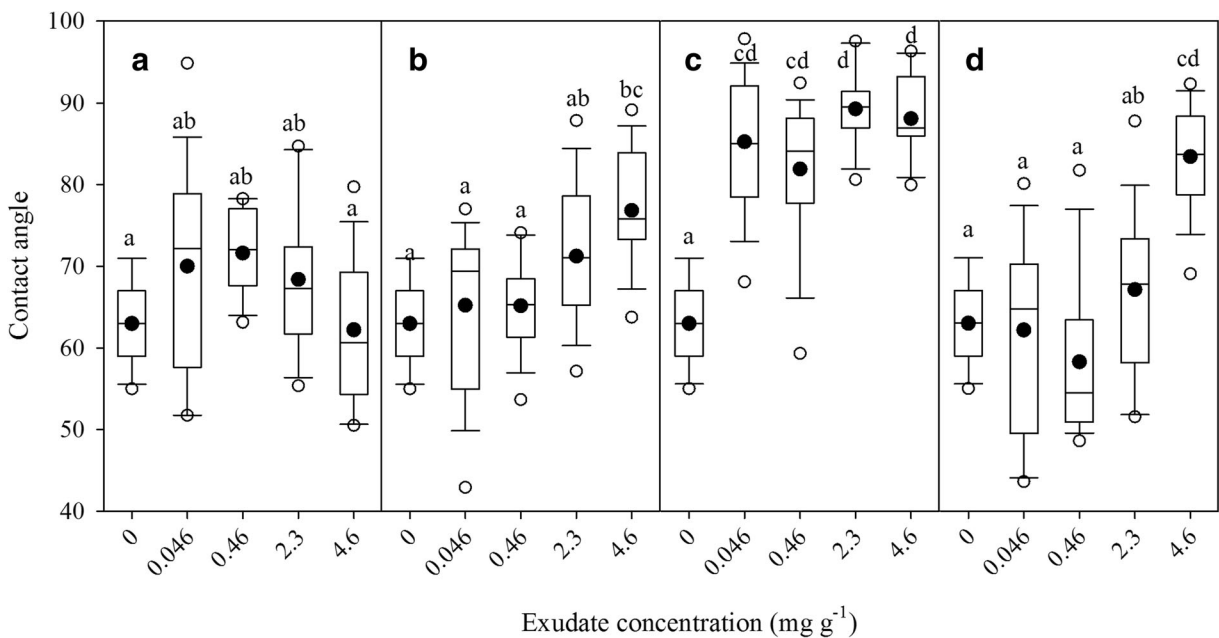 100
90
80
70
60
50
40
Contact angle
a
a
ab
ab
ab
a
0
0.046
0.46
2.3
4.6
b
a
a
a
ab
bc
0
0.046
0.46
2.3
4.6
c
a
cd
cd
d
d
0
0.046
0.46
2.3
4.6
d
a
a
a
ab
cd
0
0.046
0.46
2.3
4.6
Exudate concentration (mg g⁻¹)